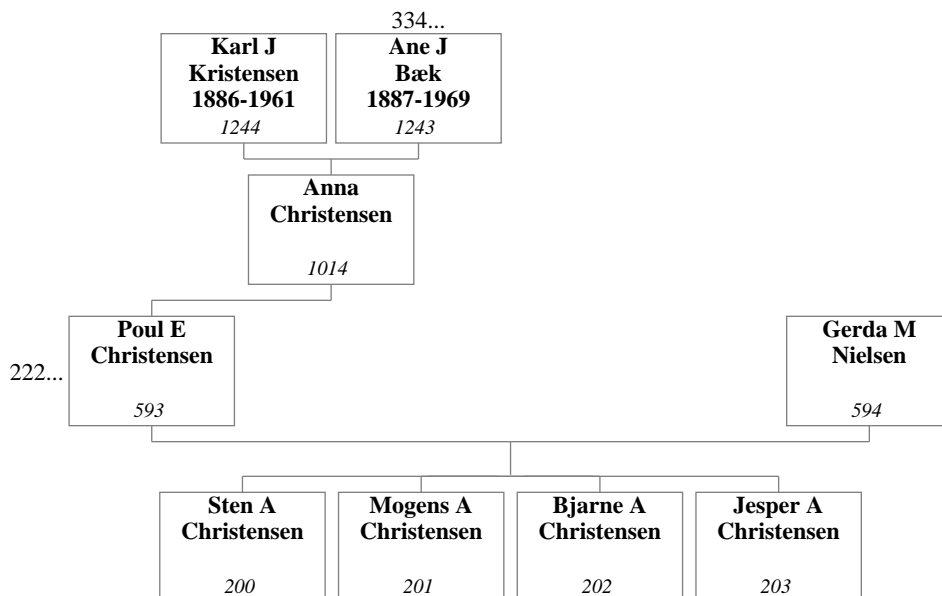 334...
Karl J
Kristensen
1886-1961
1244
Ane J
Bæk
1887-1969
1243
Anna
Christensen
1014
222...
Poul E
Christensen
593
Gerda M
Nielsen
594
Sten A
Christensen
200
Mogens A
Christensen
201
Bjarne A
Christensen
202
Jesper A
Christensen
203